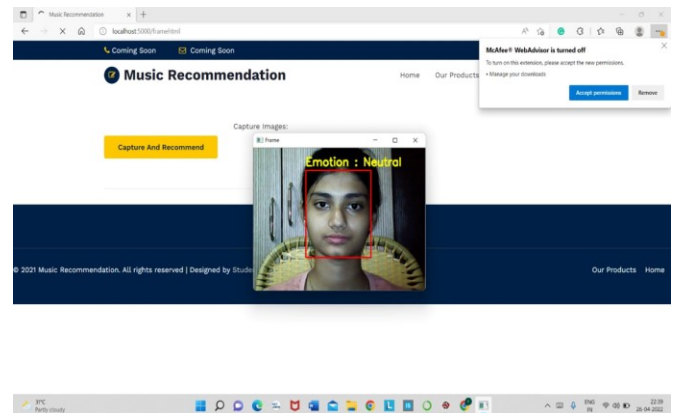 Music Recommendation
localhost:5000/frame.html
Coming Soon
Coming Soon
McAfee® WebAdvisor is turned off
To turn on this extension, please accept the new permissions.
• Manage your downloads
Accept permissions
Remove
Music Recommendation
Home
Our Products
Capture Images:
Capture And Recommend
Frame
Emotion : Neutral
© 2021 Music Recommendation. All rights reserved | Designed by Stude
Our Products
Home
31°C
Partly cloudy
ENG
IN
22:39
26-04-2022